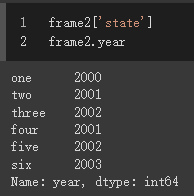 1 frame2['state']
2 frame2.year
one 2000
two 2001
three 2002
four 2001
five 2002
six 2003
Name: year, dtype: int64